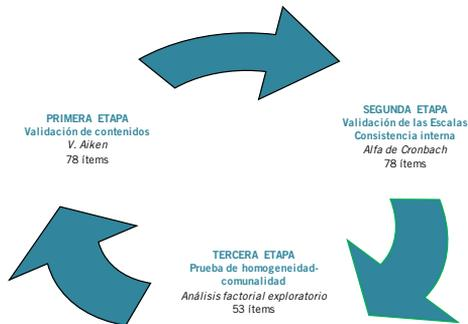 PRIMERA ETAPA
Validación de contenidos
V. Aiken
78 ítems
SEGUNDA ETAPA
Validación de las Escalas
Consistencia interna
Alfa de Cronbach
78 ítems
TERCERA ETAPA
Prueba de homogeneidad-
comunalidad
Análisis factorial exploratorio
53 ítems